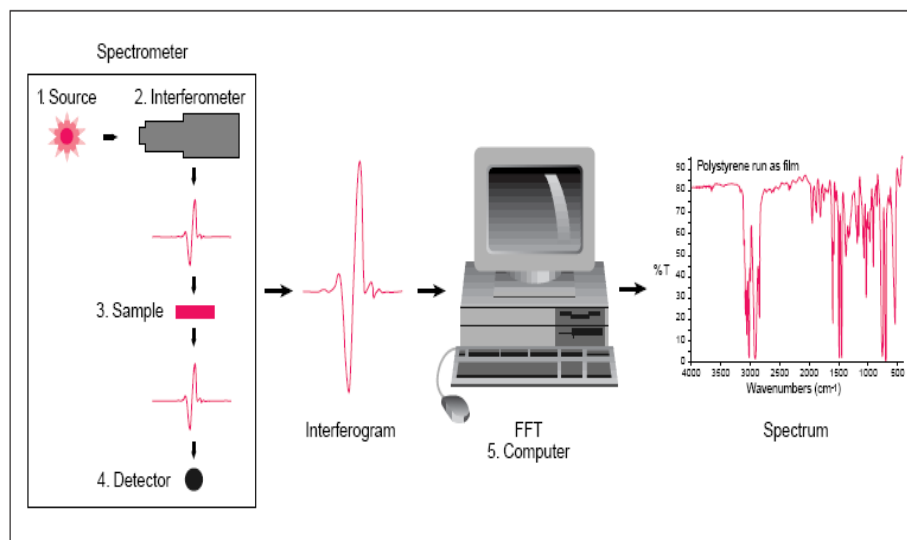 Spectrometer
1. Source
2. Interferometer
3. Sample
4. Detector
Interferogram
FFT
5. Computer
Polystyrene run as film
90
80
70
60
% T
50
40
30
20
10
0
4000 3000 2500 2000 1500 1000 500
Wavenumbers (cm-1)
Spectrum